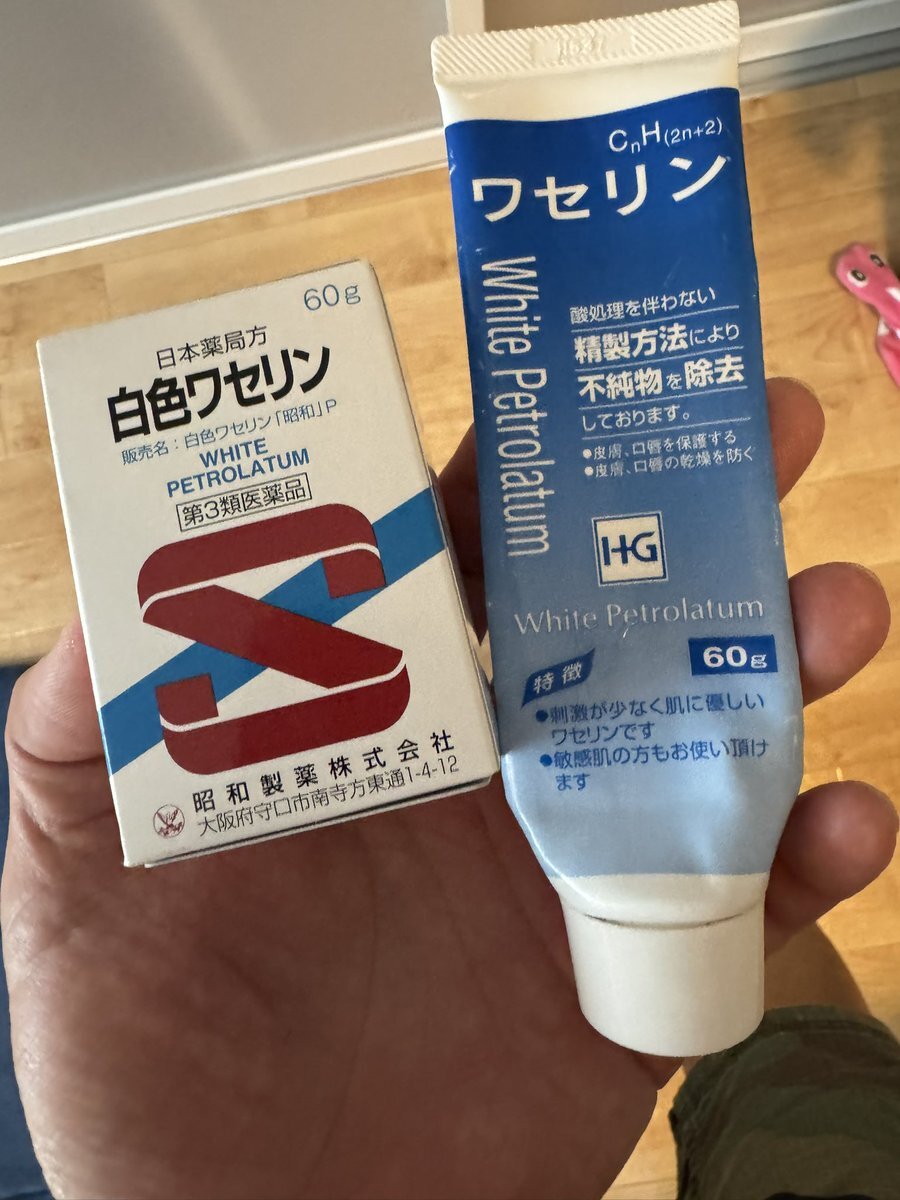 60g
日本薬局方
白色ワセリン
販売名：白色ワセリン「昭和」P
WHITE
PETROLATUM
第3類医薬品
昭和製薬株式会社
大阪府守口市南寺方東通1-4-12
CnH(2n+2)
ワセリン
White Petrolatum
酸処理を伴わない
精製方法により
不純物を除去
しております。
●皮膚、口唇を保護する
●皮膚、口唇の乾燥を防ぐ
HG
White Petrolatum
60g
特徴
●刺激が少なく肌に優しい
ワセリンです
●敏感肌の方もお使い頂け
ます